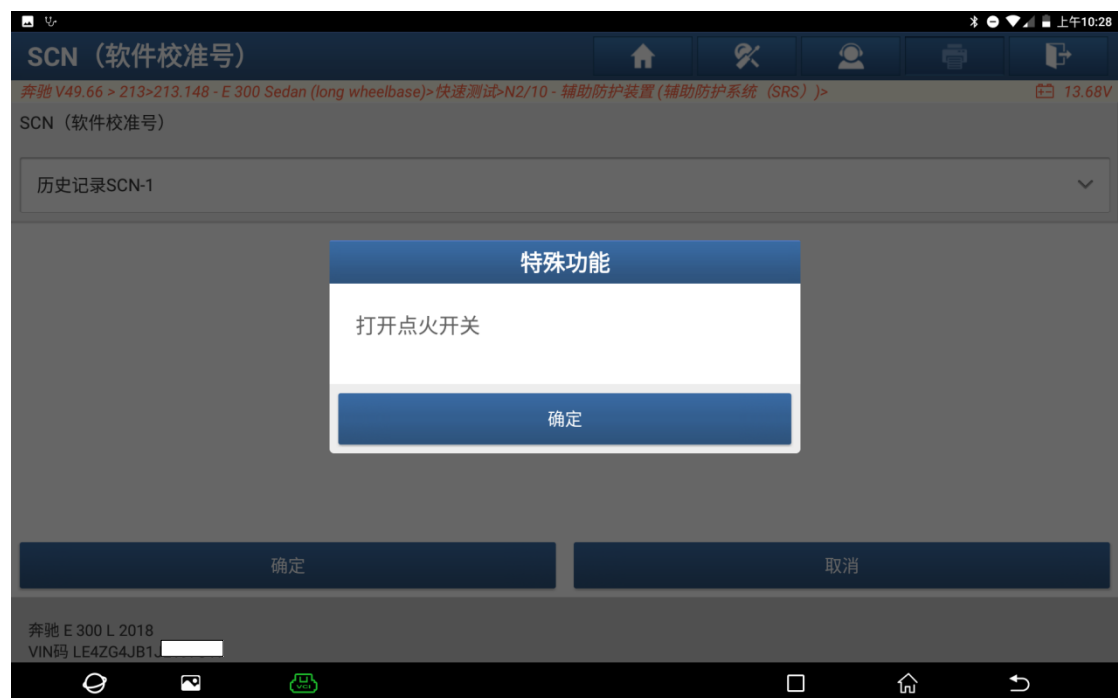 上午10:28
SCN（软件校准号）
奔驰 V49.66 > 213>213.148 - E 300 Sedan (long wheelbase)>快速测试>N2/10 - 辅助防护装置 (辅助防护系统（SRS）)>
13.68V
SCN（软件校准号）
历史记录SCN-1
特殊功能
打开点火开关
确定
确定
取消
奔驰 E 300 L 2018
VIN码 LE4ZG4JB1J
VCI